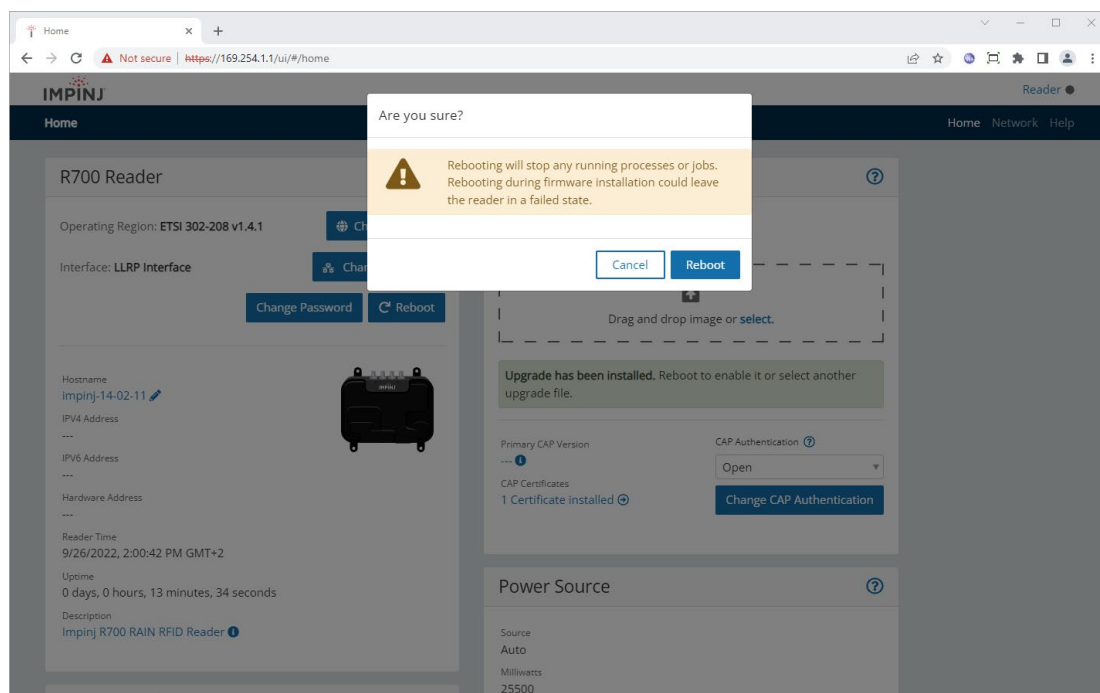 Home
Not secure | https://169.254.1.1/ui/#/home
IMPINJ
Reader
Home
Home Network Help
Are you sure?
Rebooting will stop any running processes or jobs.
Rebooting during firmware installation could leave
the reader in a failed state.
Cancel Reboot
R700 Reader
Operating Region: ETSI 302-208 v1.4.1
Ch
Interface: LLRP Interface
Chan
Change Password
Reboot
Hostname
Impinj-14-02-11
IPV4 Address
---
IPV6 Address
---
Hardware Address
---
Reader Time
9/26/2022, 2:00:42 PM GMT+2
Uptime
0 days, 0 hours, 13 minutes, 34 seconds
Description
Impinj R700 RAIN RFID Reader
IMPINJ
Drag and drop image or select.
Upgrade has been installed. Reboot to enable it or select another
upgrade file.
Primary CAP Version
---
CAP Certificates
1 Certificate installed
CAP Authentication
Open
Change CAP Authentication
Power Source
Source
Auto
Milliwatts
25500